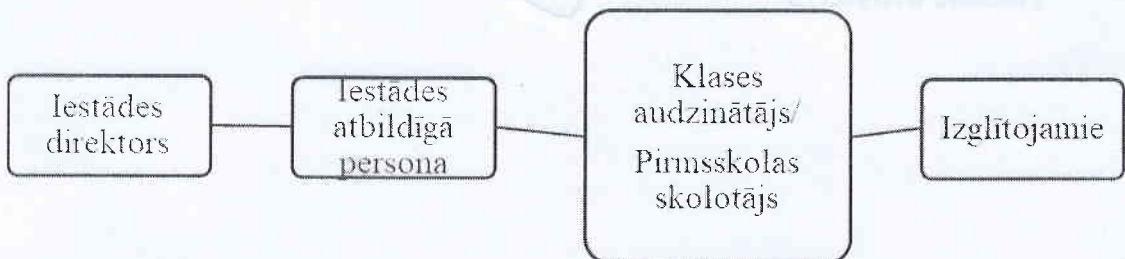 Iestādes
direktors
Iestādes
atbildīgā
persona
Klases
audzinātājs/
Pirmsskolas
skolotājs
Izglītojamie